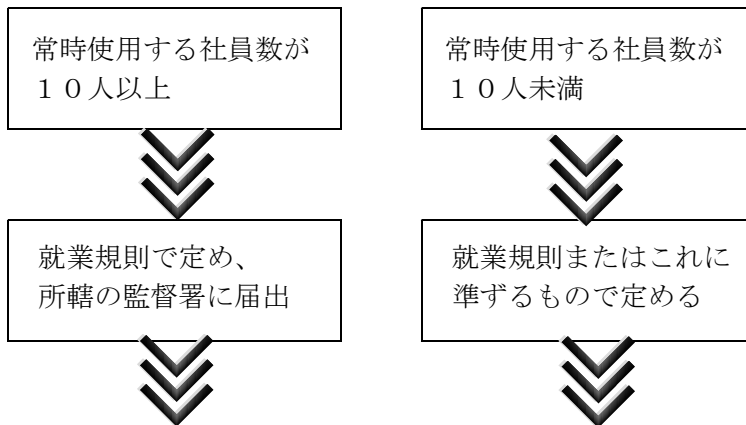 常時使用する社員数が
１０人以上
常時使用する社員数が
１０人未満
就業規則で定め、
所轄の監督署に届出
就業規則またはこれに
準ずるもので定める